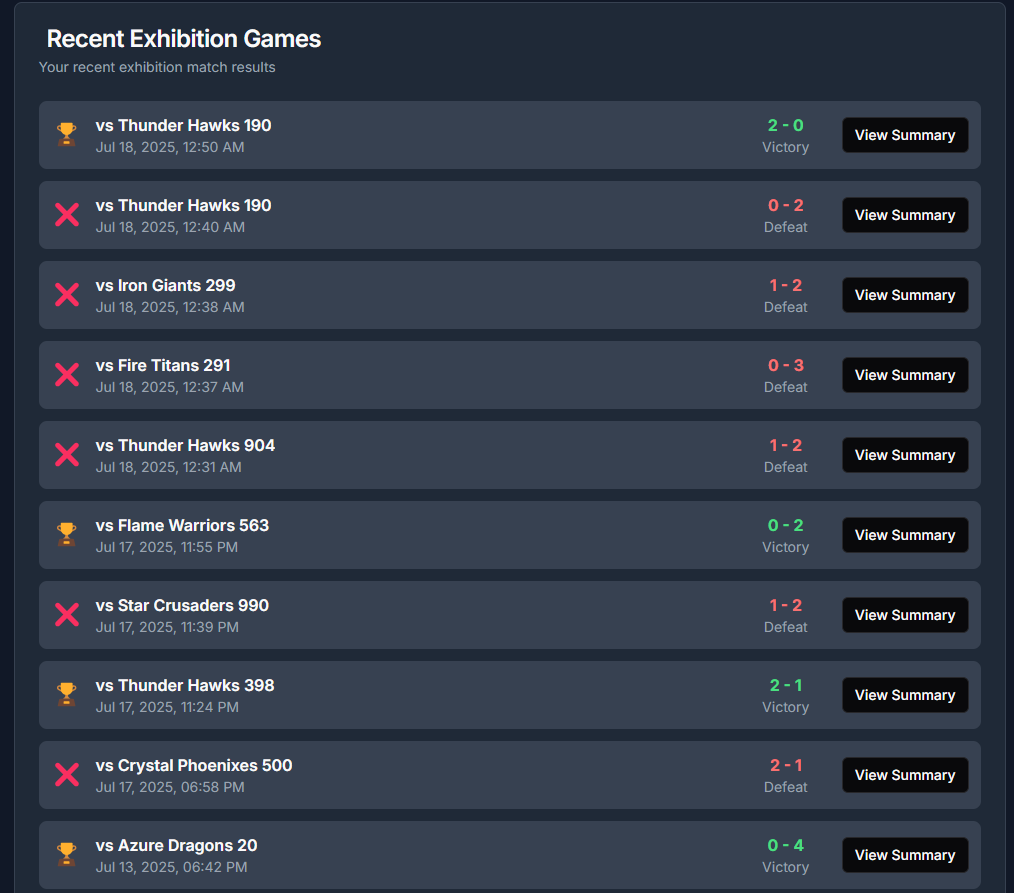 Recent Exhibition Games
Your recent exhibition match results
vs Thunder Hawks 190
Jul 18, 2025, 12:50 AM
2 - 0
Victory
View Summary
vs Thunder Hawks 190
Jul 18, 2025, 12:40 AM
0 - 2
Defeat
View Summary
vs Iron Giants 299
Jul 18, 2025, 12:38 AM
1 - 2
Defeat
View Summary
vs Fire Titans 291
Jul 18, 2025, 12:37 AM
0 - 3
Defeat
View Summary
vs Thunder Hawks 904
Jul 18, 2025, 12:31 AM
1 - 2
Defeat
View Summary
vs Flame Warriors 563
Jul 17, 2025, 11:55 PM
0 - 2
Victory
View Summary
vs Star Crusaders 990
Jul 17, 2025, 11:39 PM
1 - 2
Defeat
View Summary
vs Thunder Hawks 398
Jul 17, 2025, 11:24 PM
2 - 1
Victory
View Summary
vs Crystal Phoenixes 500
Jul 17, 2025, 06:58 PM
2 - 1
Defeat
View Summary
vs Azure Dragons 20
Jul 13, 2025, 06:42 PM
0 - 4
Victory
View Summary